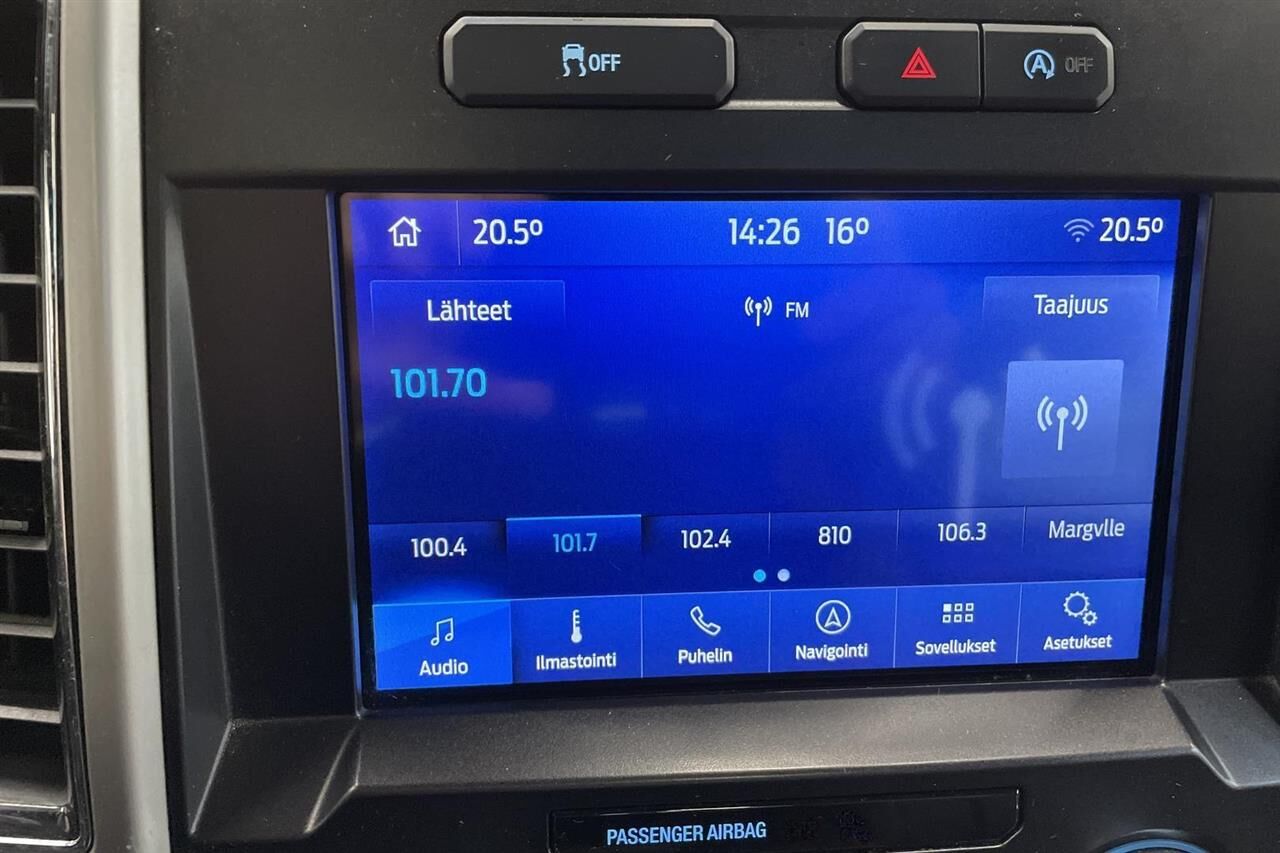 OFF
A OFF
20.5° 14:26 16° 20.5°
Lähteet FM Taajuus
101.70
100.4 101.7 102.4 810 106.3 Margvlle
Audio Ilmastointi Puhelin Navigointi Sovellukset Asetukset
PASSENGER AIRBAG